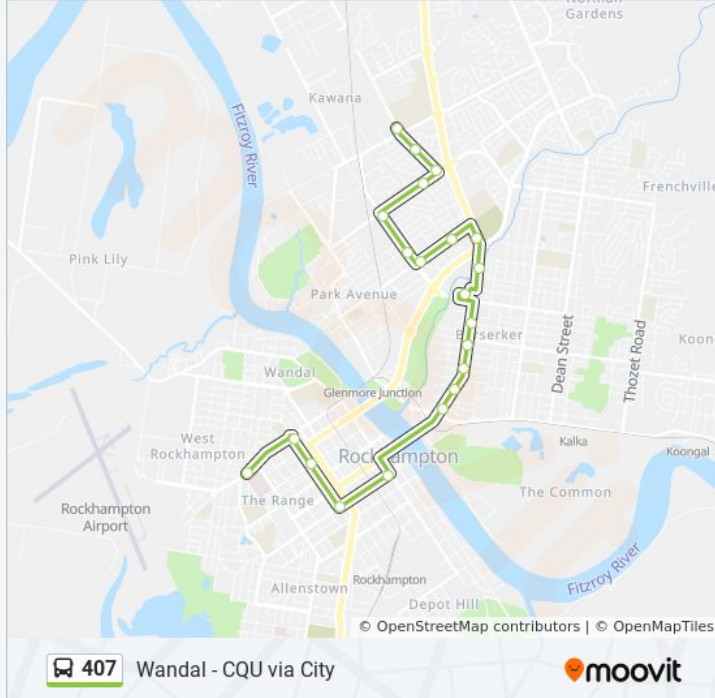 Norman
Gardens
Kawana
Fitzroy River
Frenchville
Pink Lily
Park Avenue
Berserker
Dean Street
Thozet Road
Koon
Wandal
Glenmore Junction
West
Rockhampton
Rockhampton
Kalka
Koongal
The Range
The Common
Rockhampton
Airport
Fitzroy River
Allenstown
Rockhampton
Depot Hill
© OpenStreetMap contributors | © OpenMapTiles
407 Wandal - CQU via City
moovit